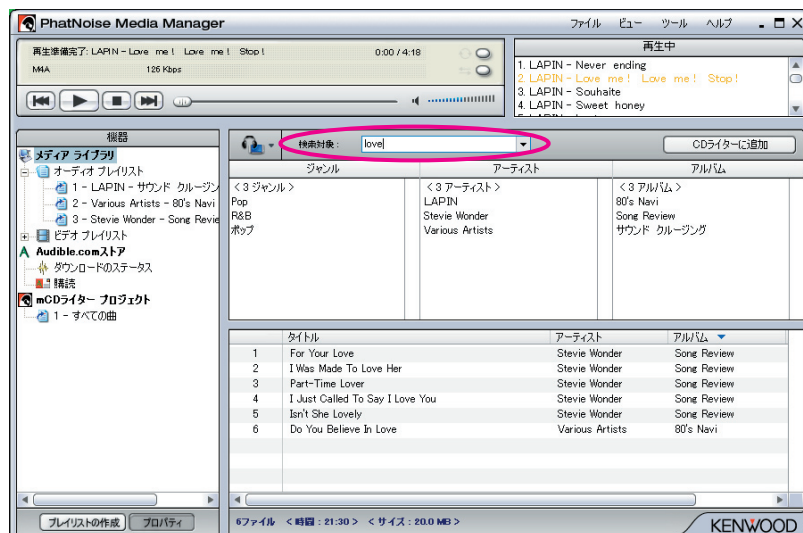 PhatNoise Media Manager
ファイル ビュー ツール ヘルプ
再生準備完了: LAPIN - Love me! Love me! Stop! 0:00 / 4:18
M4A 126 Kbps
再生中
1. LAPIN - Never ending
2. LAPIN - Love me! Love me! Stop!
3. LAPIN - Souhaite
4. LAPIN - Sweet honey
機器
メディア ライブラリ
オーディオ プレイリスト
1 - LAPIN - サウンド クルージン
2 - Various Artists - 80's Navi
3 - Stevie Wonder - Song Revie
ビデオ プレイリスト
Audible.comストア
ダウンロードのステータス
購読
mCDライター プロジェクト
1 - すべての曲
プレイリストの作成 プロパティ
検索対象: love CDライターに追加
ジャンル アーティスト アルバム
<3 ジャンル> <3 アーティスト> <3 アルバム>
Pop LAPIN 80's Navi
R&B Stevie Wonder Song Review
ポップ Various Artists サウンド クルージング
タイトル アーティスト アルバム
1 For Your Love Stevie Wonder Song Review
2 I Was Made To Love Her Stevie Wonder Song Review
3 Part-Time Lover Stevie Wonder Song Review
4 I Just Called To Say I Love You Stevie Wonder Song Review
5 Isn't She Lovely Stevie Wonder Song Review
6 Do You Believe In Love Various Artists 80's Navi
6ファイル <時間: 21:30> <サイズ: 20.0 MB>
KENWOOD